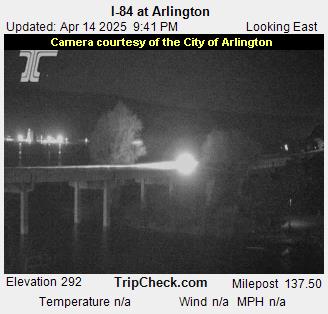 I-84 at Arlington
Updated: Apr 14 2025 9:41 PM Looking East
Camera courtesy of the City of Arlington
Elevation 292 TripCheck.com Milepost 137.50
Temperature n/a Wind n/a MPH n/a